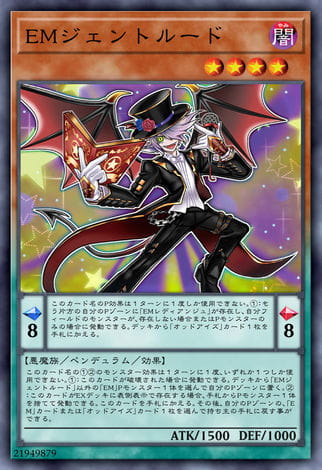 EMジェントルード
闇
やみ
このカード名のP効果は1ターンに1度しか使用できない。①:も
う片方の自分のPゾーンに「EMレディアンジュ」が存在し、自分フィ
ールドのモンスターが、存在しない場合またはPモンスター
のみの場合に発動できる。デッキから「オッドアイズ」カード1枚を
手札に加える。
8
8
【悪魔族/ペンデュラム/効果】
このカード名の①②のモンスター効果は1ターンに1度、いずれか1つしか使用
できない。①:このカードが破壊された場合に発動できる。デッキから「EMジ
ェントルード」以外の「EM」Pモンスター1体を選んで自分のPゾーンに置く。②:
このカードがEXデッキに表側表示で存在する場合、手札からPモンスター1体
を捨てて発動できる。このカードを手札に加える。その後、自分のPゾーンの、「E
M」カードまたは「オッドアイズ」カード1枚を選んで持ち主の手札に戻す事が
できる。
ATK/1500 DEF/1000
21949879